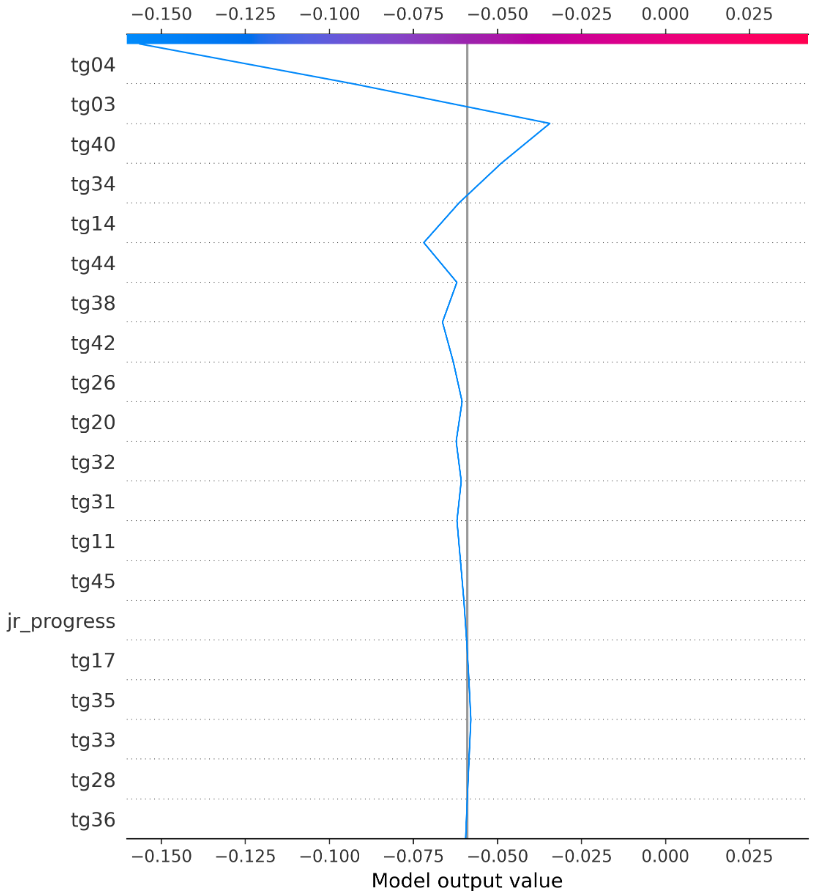 −0.150 −0.125 −0.100 −0.075 −0.050 −0.025 0.000 0.025
tg04
tg03
tg40
tg34
tg14
tg44
tg38
tg42
tg26
tg20
tg32
tg31
tg11
tg45
jr_progress
tg17
tg35
tg33
tg28
tg36
−0.150 −0.125 −0.100 −0.075 −0.050 −0.025 0.000 0.025
Model output value